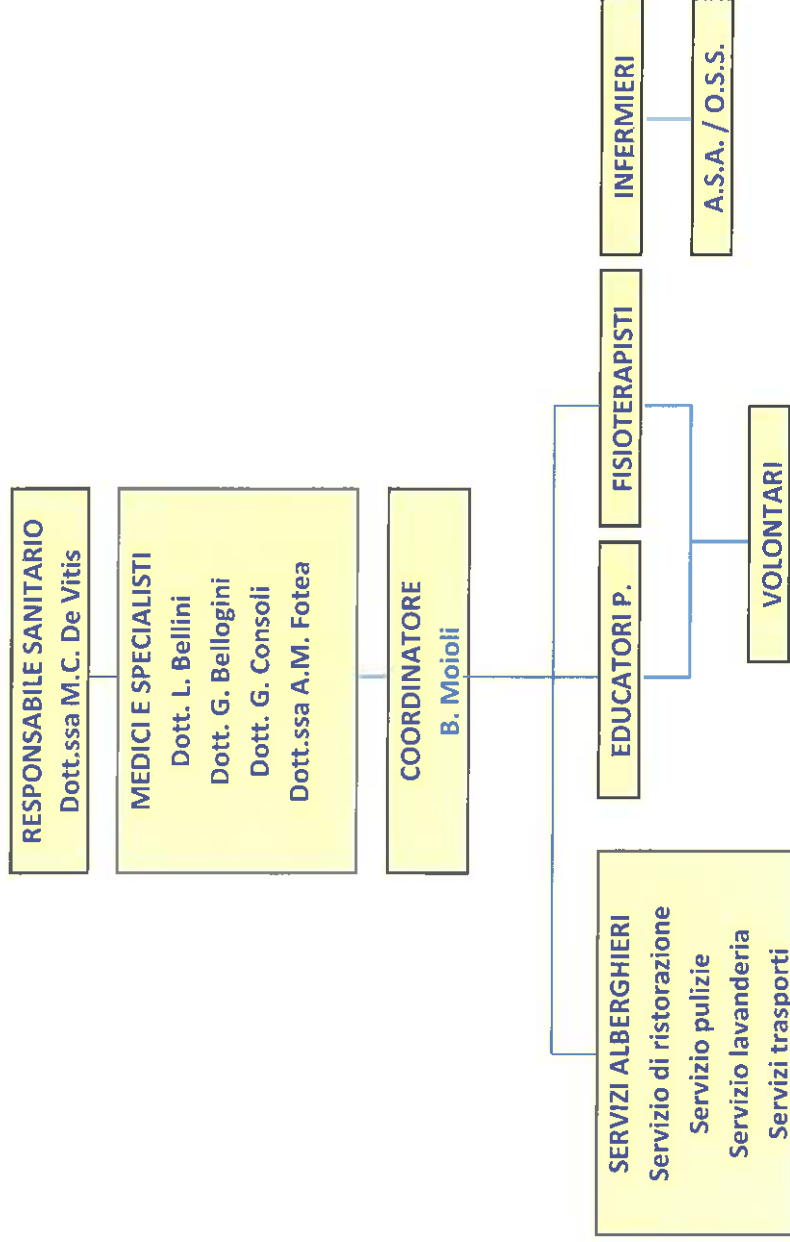 RESPONSABILE SANITARIO
Dott.ssa M.C. De Vitis
MEDICI E SPECIALISTI
Dott. L. Bellini
Dott. G. Bellogini
Dott. G. Consoli
Dott.ssa A.M. Fotea
COORDINATORE
B. Moioli
SERVIZI ALBERGHIERI
Servizio di ristorazione
Servizio pulizie
Servizio lavanderia
Servizi trasporti
EDUCATORI P.
FISIOTERAPISTI
INFERMIERI
VOLONTARI
A.S.A. / O.S.S.